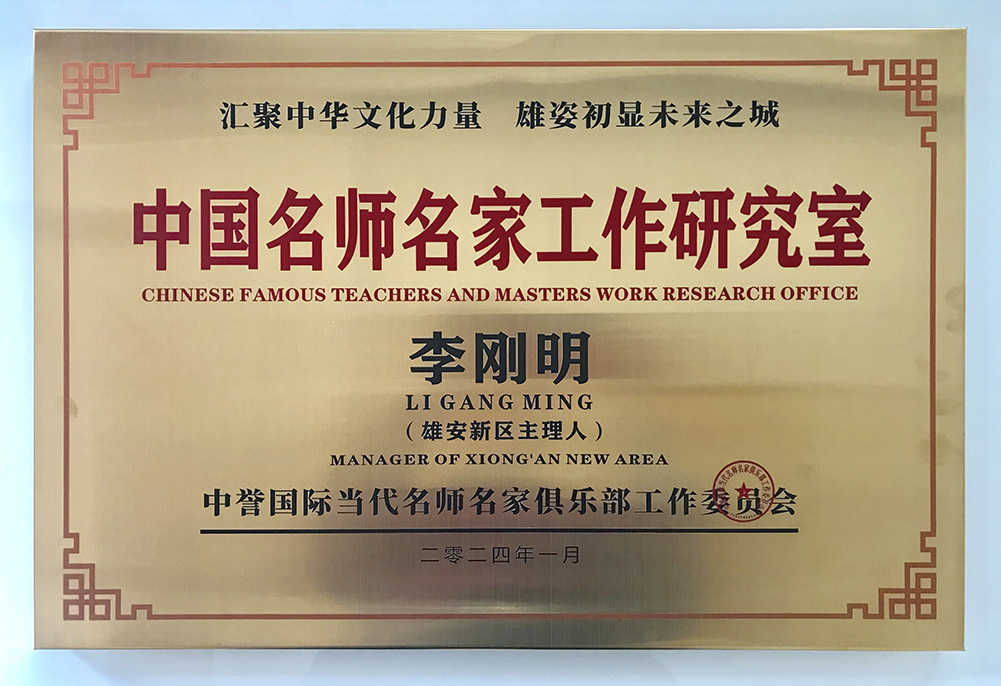 汇聚中华文化力量 雄姿初显未来之城
中国名师名家工作研究室
CHINESE FAMOUS TEACHERS AND MASTERS WORK RESEARCH OFFICE
李刚明
LI GANG MING
（雄安新区主理人）
MANAGER OF XIONG'AN NEW AREA
中誉国际当代名师名家俱乐部工作委员会
二零二四年一月